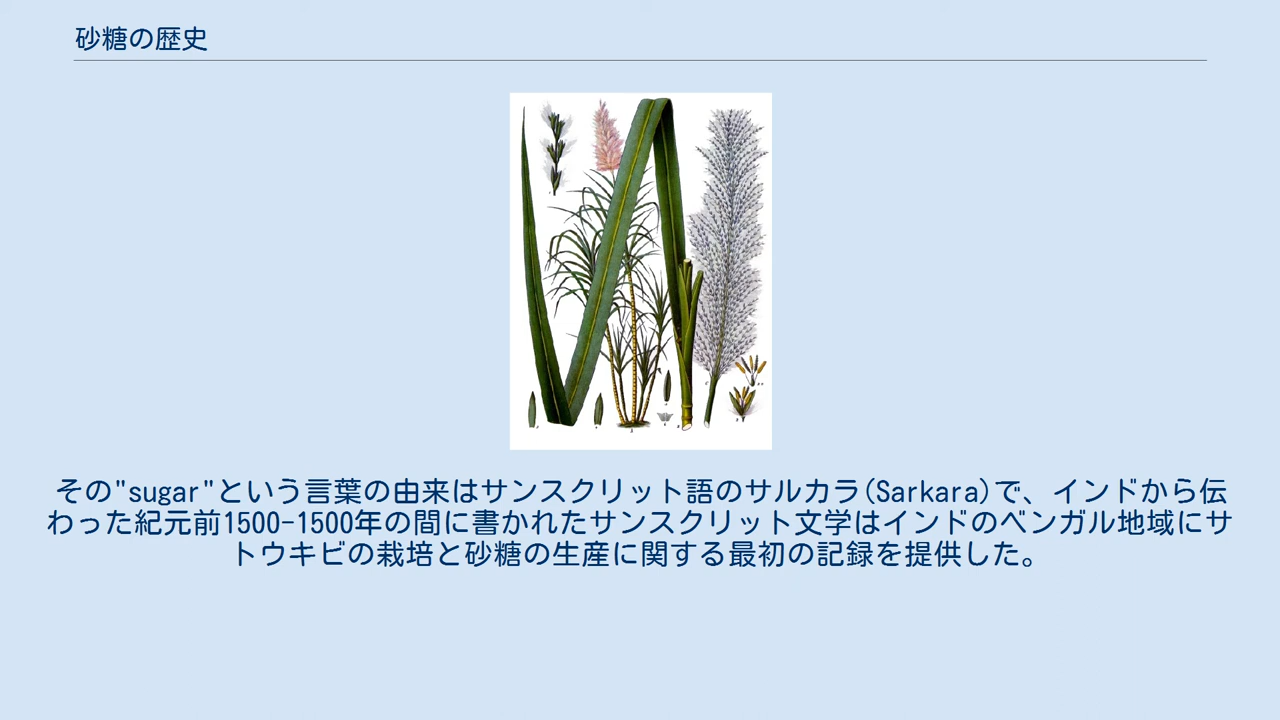 砂糖の歴史
その"sugar"という言葉の由来はサンスクリット語のサルカラ(Sarkara)で、インドから伝
わった紀元前1500-1500年の間に書かれたサンスクリット文学はインドのベンガル地域にサ
トウキビの栽培と砂糖の生産に関する最初の記録を提供した。